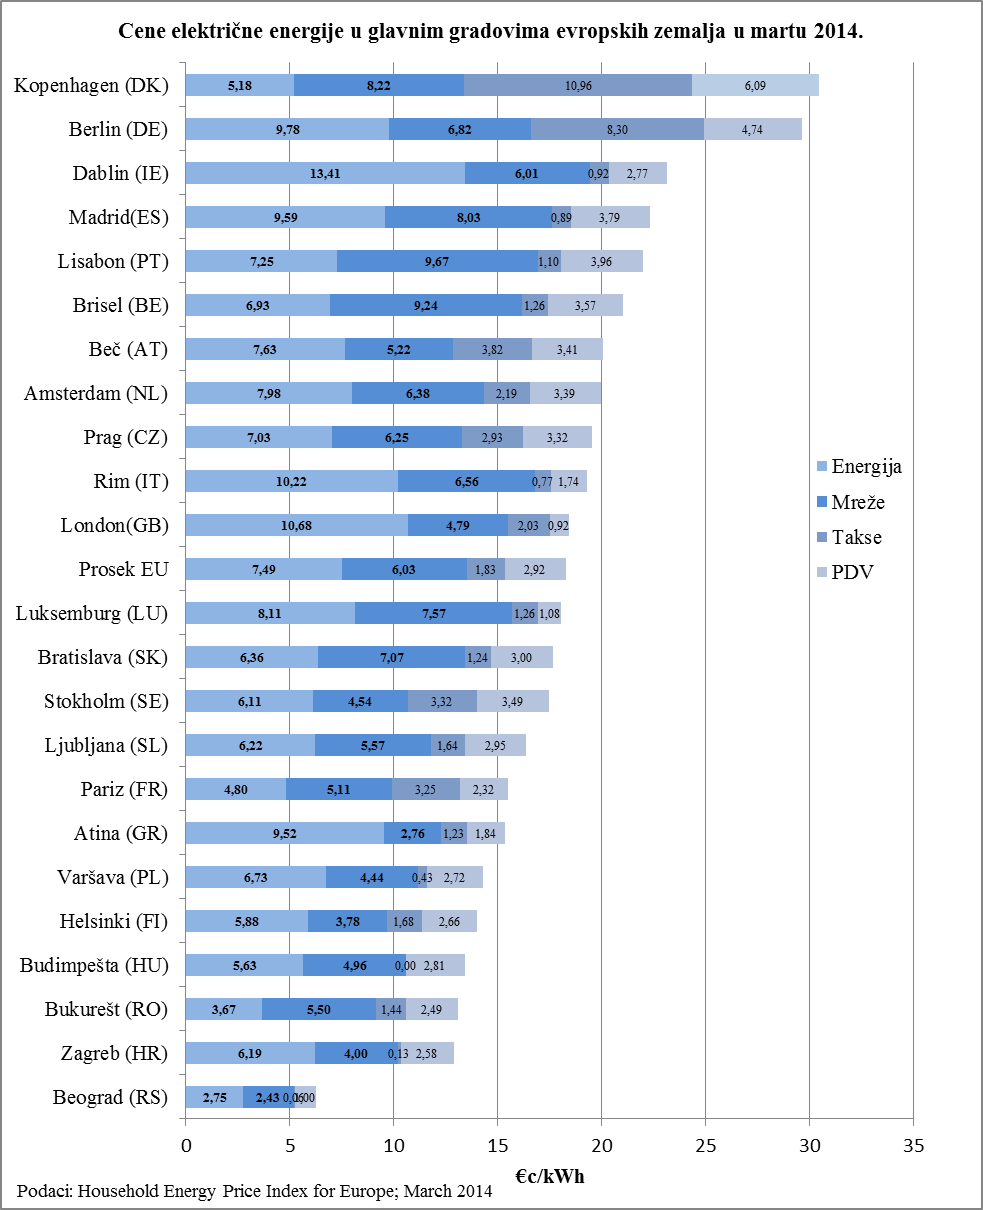 Cene električne energije u glavnim gradovima evropskih zemalja u martu 2014.
Kopenhagen (DK) 5,18 8,22 10,96 6,09
Berlin (DE) 9,78 6,82 8,30 4,74
Dablin (IE) 13,41 6,01 0,92 2,77
Madrid(ES) 9,59 8,03 0,89 3,79
Lisabon (PT) 7,25 9,67 1,10 3,96
Brisel (BE) 6,93 9,24 1,26 3,57
Beč (AT) 7,63 5,22 3,82 3,41
Amsterdam (NL) 7,98 6,38 2,19 3,39
Prag (CZ) 7,03 6,25 2,93 3,32
Rim (IT) 10,22 6,56 0,77 1,74
London(GB) 10,68 4,79 2,03 0,92
Prosek EU 7,49 6,03 1,83 2,92
Luksemburg (LU) 8,11 7,57 1,26 1,08
Bratislava (SK) 6,36 7,07 1,24 3,00
Stokholm (SE) 6,11 4,54 3,32 3,49
Ljubljana (SL) 6,22 5,57 1,64 2,95
Pariz (FR) 4,80 5,11 3,25 2,32
Atina (GR) 9,52 2,76 1,23 1,84
Varšava (PL) 6,73 4,44 0,43 2,72
Helsinki (FI) 5,88 3,78 1,68 2,66
Budimpešta (HU) 5,63 4,96 0,00 2,81
Bukurešt (RO) 3,67 5,50 1,44 2,49
Zagreb (HR) 6,19 4,00 0,13 2,58
Beograd (RS) 2,75 2,43 0,06 1,00
Energija
Mreže
Takse
PDV
0 5 10 15 20 25 30 35
€c/kWh
Podaci: Household Energy Price Index for Europe; March 2014